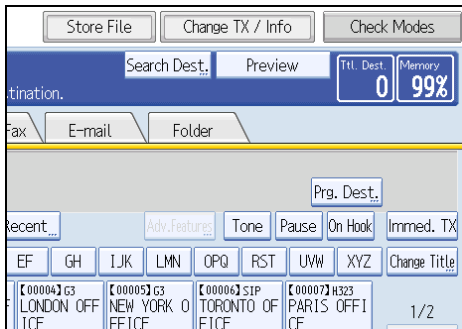 Store File Change TX / Info Check Modes
Search Dest. Preview Ttl. Dest. Memory
tination. 0 99%
Fax E-mail Folder
Prg. Dest.
Recent Adv.Features Tone Pause On Hook Immed. TX
EF GH IJK LMN OPQ RST UVW XYZ Change Title
【00004】G3 【00005】G3 【00006】SIP 【00007】H323
F LONDON OFF NEW YORK O TORONTO OF PARIS OFFI 1/2
ICE FFICE FICE CE